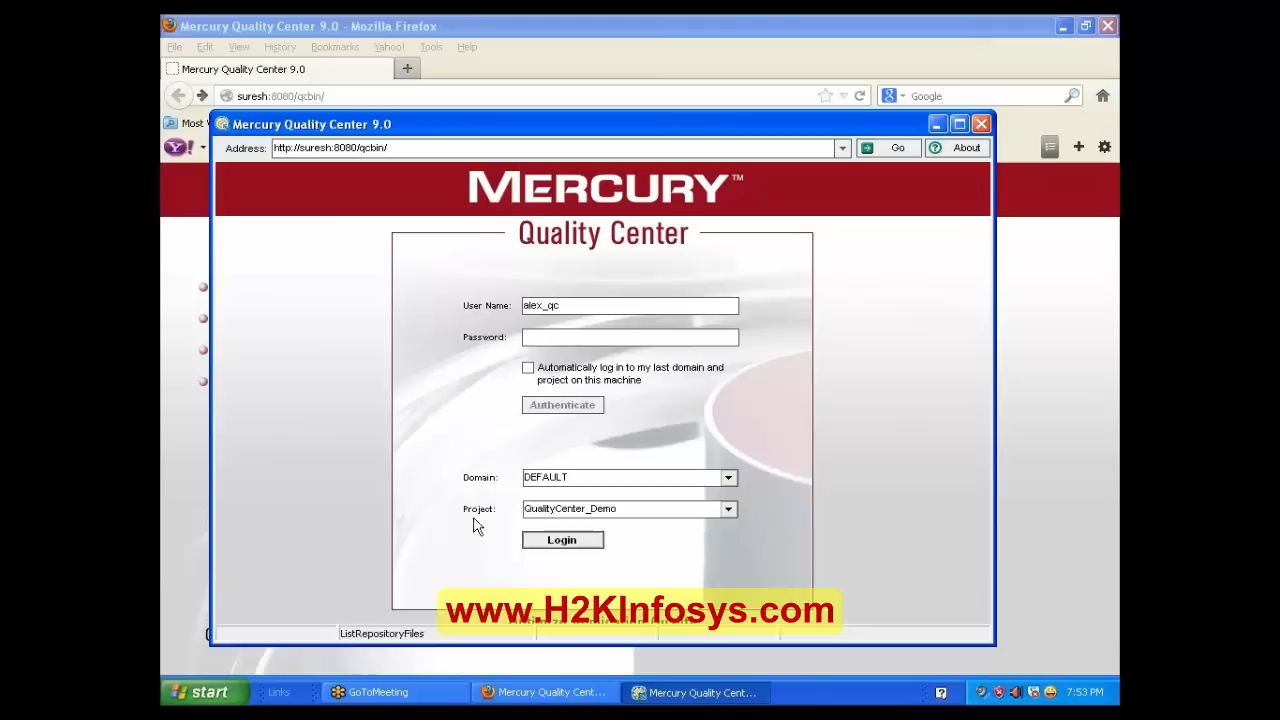 Mercury Quality Center 9.0 - Mozilla Firefox
File Edit View History Bookmarks Yahoo! Tools Help
Mercury Quality Center 9.0
suresh:8080/qcbin/
Google
Most
Mercury Quality Center 9.0
Address: http://suresh:8080/qcbin/ Go About
MERCURY™
Quality Center
User Name: alex_qc
Password:
Automatically log in to my last domain and
project on this machine
Authenticate
Domain: DEFAULT
Project: QualityCenter_Demo
Login
www.H2KInfosys.com
ListRepositoryFiles
start Links GoToMeeting Mercury Quality Cent... Mercury Quality Cent... 7:53 PM